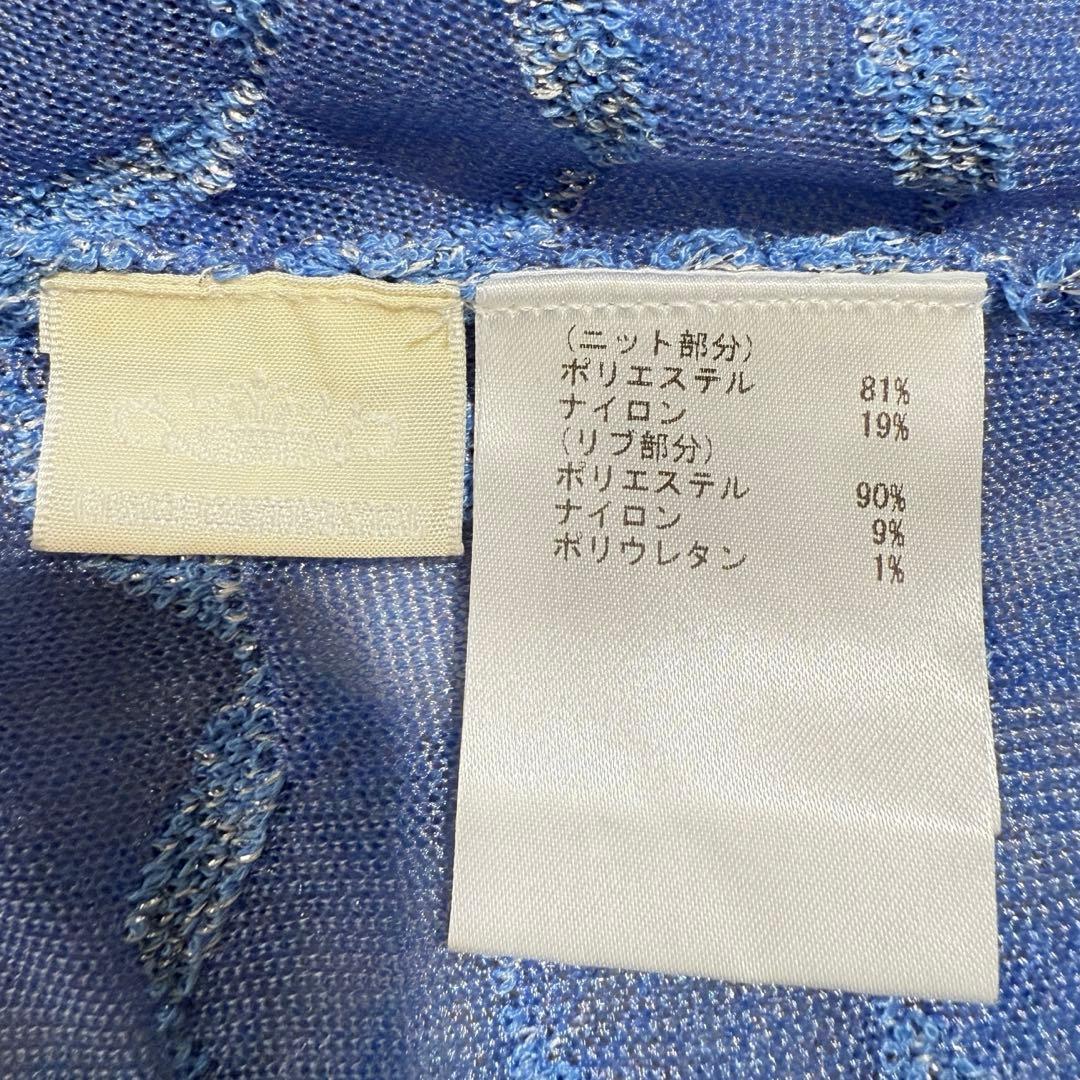 (ニット部分)
ポリエステル 81%
ナイロン 19%
(リブ部分)
ポリエステル 90%
ナイロン 9%
ポリウレタン 1%